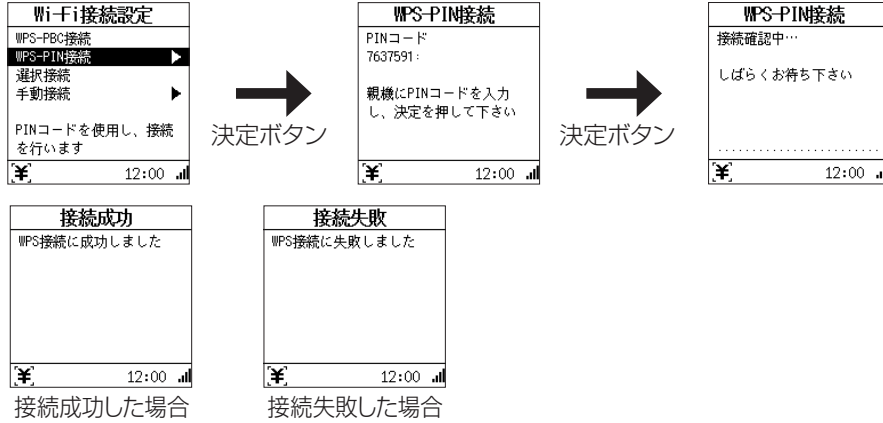 Wi-Fi接続設定
WPS-PBC接続
WPS-PIN接続 ▶
選択接続
手動接続 ▶
PINコードを使用し、接続
を行います
[¥] 12:00
決定ボタン
WPS-PIN接続
PINコード
7637591:
親機にPINコードを入力
し、決定を押して下さい
[¥] 12:00
決定ボタン
WPS-PIN接続
接続確認中…
しばらくお待ち下さい
.......................
[¥] 12:00
接続成功
WPS接続に成功しました
[¥] 12:00
接続成功した場合
接続失敗
WPS接続に失敗しました
[¥] 12:00
接続失敗した場合